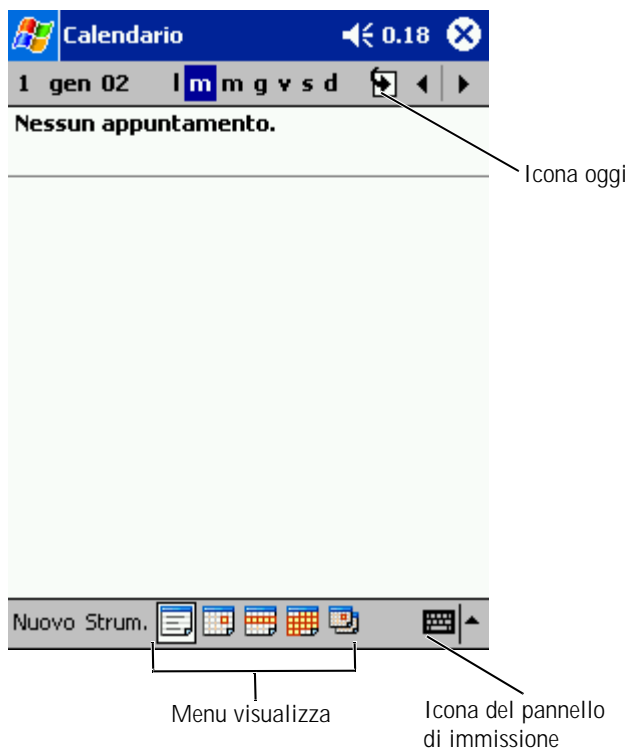 Calendario 0.18
1 gen 02 l m m g v s d
Nessun appuntamento.
Icona oggi
Nuovo Strum.
Menu visualizza
Icona del pannello
di immissione